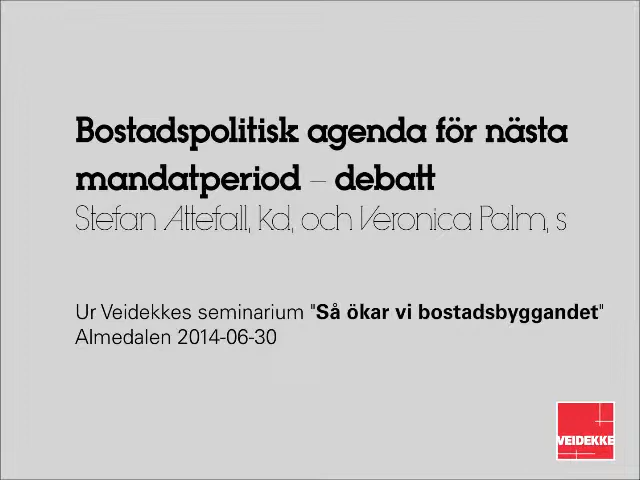 Bostadspolitisk agenda för nästa
mandatperiod – debatt
Stefan Attefall, kd, och Veronica Palm, s
Ur Veidekkes seminarium "Så ökar vi bostadsbyggandet"
Almedalen 2014-06-30
VEIDEKKE